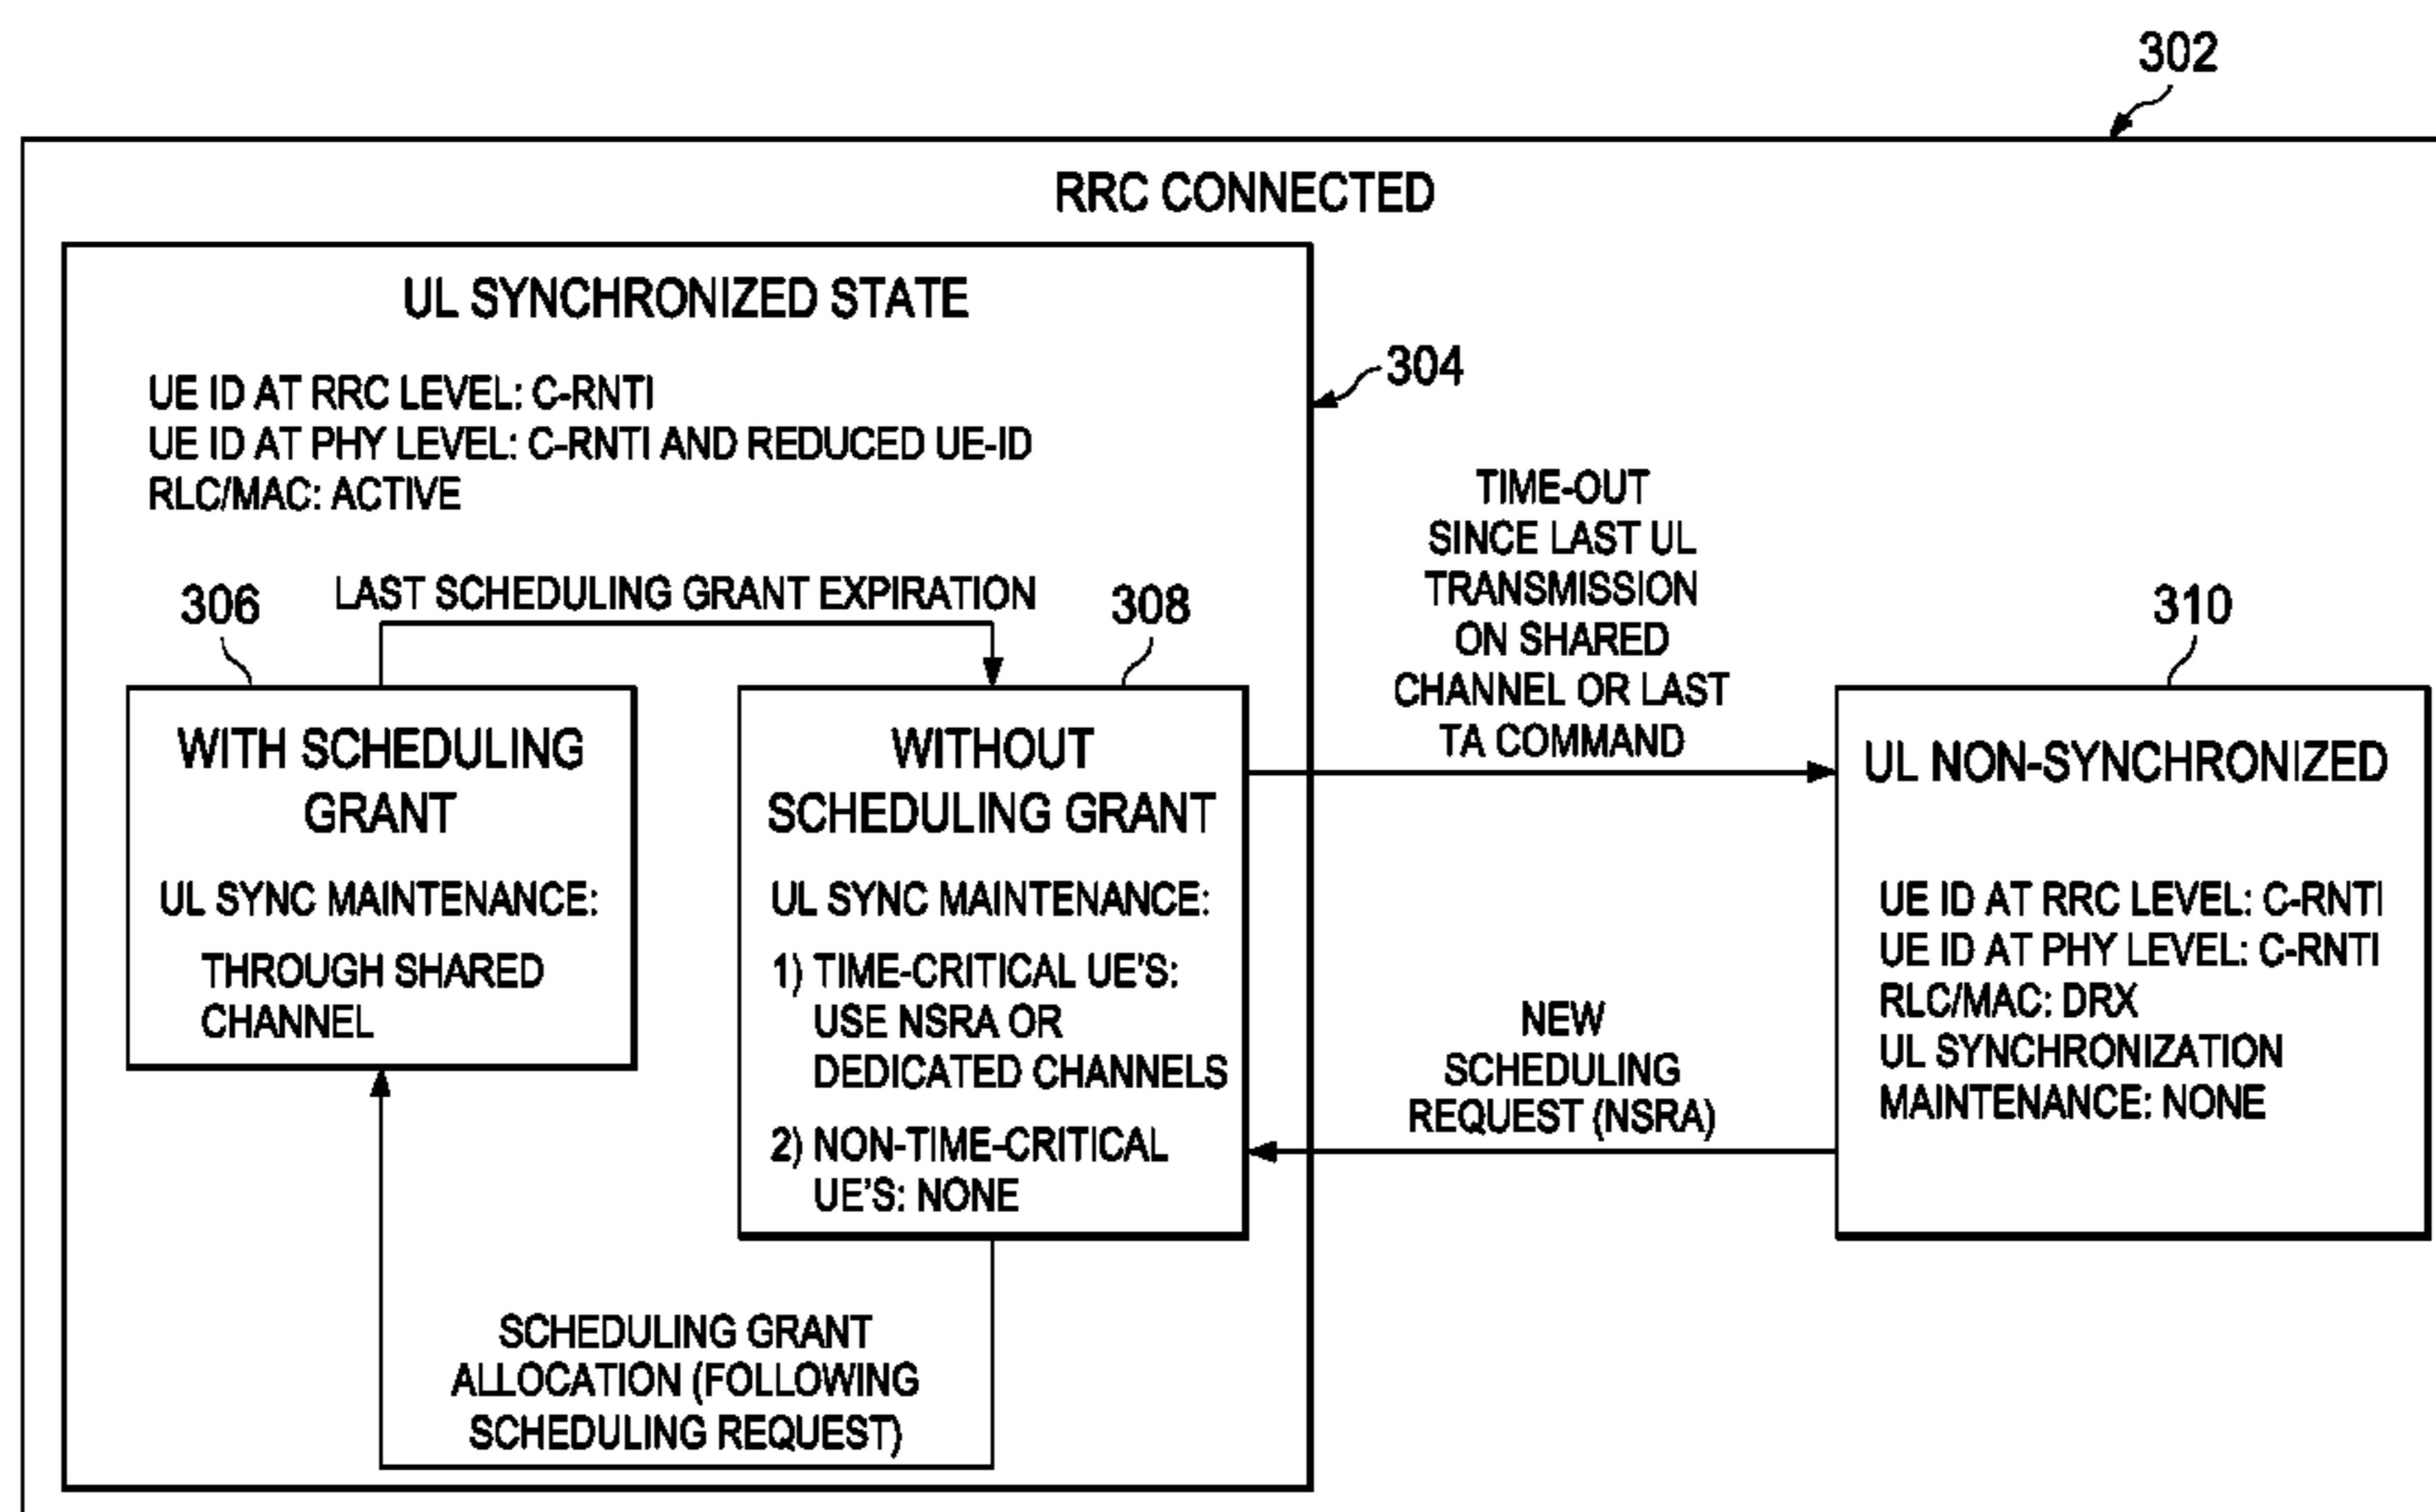 302
RRC CONNECTED
UL SYNCHRONIZED STATE
304
UE ID AT RRC LEVEL: C-RNTI
UE ID AT PHY LEVEL: C-RNTI AND REDUCED UE-ID
RLC/MAC: ACTIVE
306
LAST SCHEDULING GRANT EXPIRATION
308
WITH SCHEDULING
GRANT
UL SYNC MAINTENANCE:
THROUGH SHARED
CHANNEL
WITHOUT
SCHEDULING GRANT
UL SYNC MAINTENANCE:
1) TIME-CRITICAL UE'S:
USE NSRA OR
DEDICATED CHANNELS
2) NON-TIME-CRITICAL
UE'S: NONE
SCHEDULING GRANT
ALLOCATION (FOLLOWING
SCHEDULING REQUEST)
TIME-OUT
SINCE LAST UL
TRANSMISSION
ON SHARED
CHANNEL OR LAST
TA COMMAND
NEW
SCHEDULING
REQUEST (NSRA)
310
UL NON-SYNCHRONIZED
UE ID AT RRC LEVEL: C-RNTI
UE ID AT PHY LEVEL: C-RNTI
RLC/MAC: DRX
UL SYNCHRONIZATION
MAINTENANCE: NONE